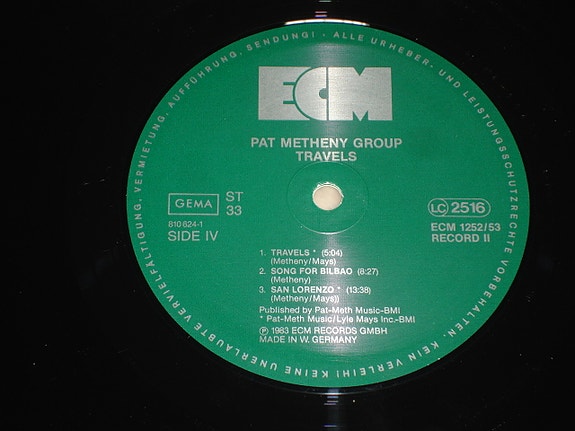 ALLE URHEBER- UND LEISTUNGSSCHUTZRECHTE VORBEHALTEN. KEIN VERLEIH! KEINE UNERLAUBTE VERVIELFÄLTIGUNG, VERMIETUNG, AUFFÜHRUNG, SENDUNG! ·
ECM
PAT METHENY GROUP
TRAVELS
GEMA
ST
33
810 624-1
SIDE IV
LC 2516
ECM 1252/53
RECORD II
1. TRAVELS * (5:04)
(Metheny/Mays)
2. SONG FOR BILBAO (8:27)
(Metheny)
3. SAN LORENZO * (13:38)
(Metheny/Mays))
Published by Pat-Meth Music-BMI
* Pat-Meth Music/Lyle Mays Inc.-BMI
℗ 1983 ECM RECORDS GMBH
MADE IN W. GERMANY